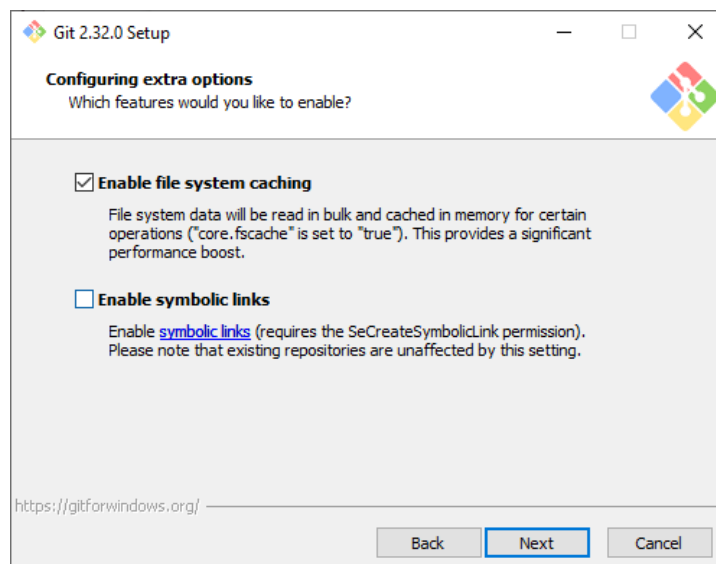 Git 2.32.0 Setup
Configuring extra options
Which features would you like to enable?
Enable file system caching
File system data will be read in bulk and cached in memory for certain
operations ("core.fscache" is set to "true"). This provides a significant
performance boost.
Enable symbolic links
Enable symbolic links (requires the SeCreateSymbolicLink permission).
Please note that existing repositories are unaffected by this setting.
https://gitforwindows.org/
Back Next Cancel